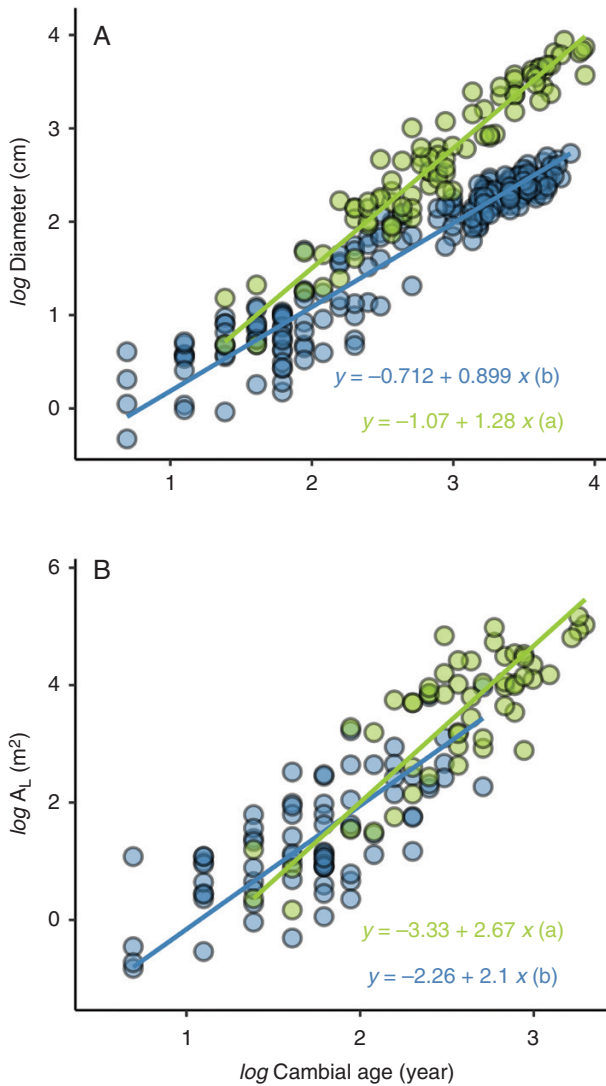 A
4
3
2
1
0
log Diameter (cm)
y = –0.712 + 0.899 x (b)
y = –1.07 + 1.28 x (a)
1 2 3 4
B
6
4
2
0
log A_L (m²)
y = –3.33 + 2.67 x (a)
y = –2.26 + 2.1 x (b)
1 2 3
log Cambial age (year)